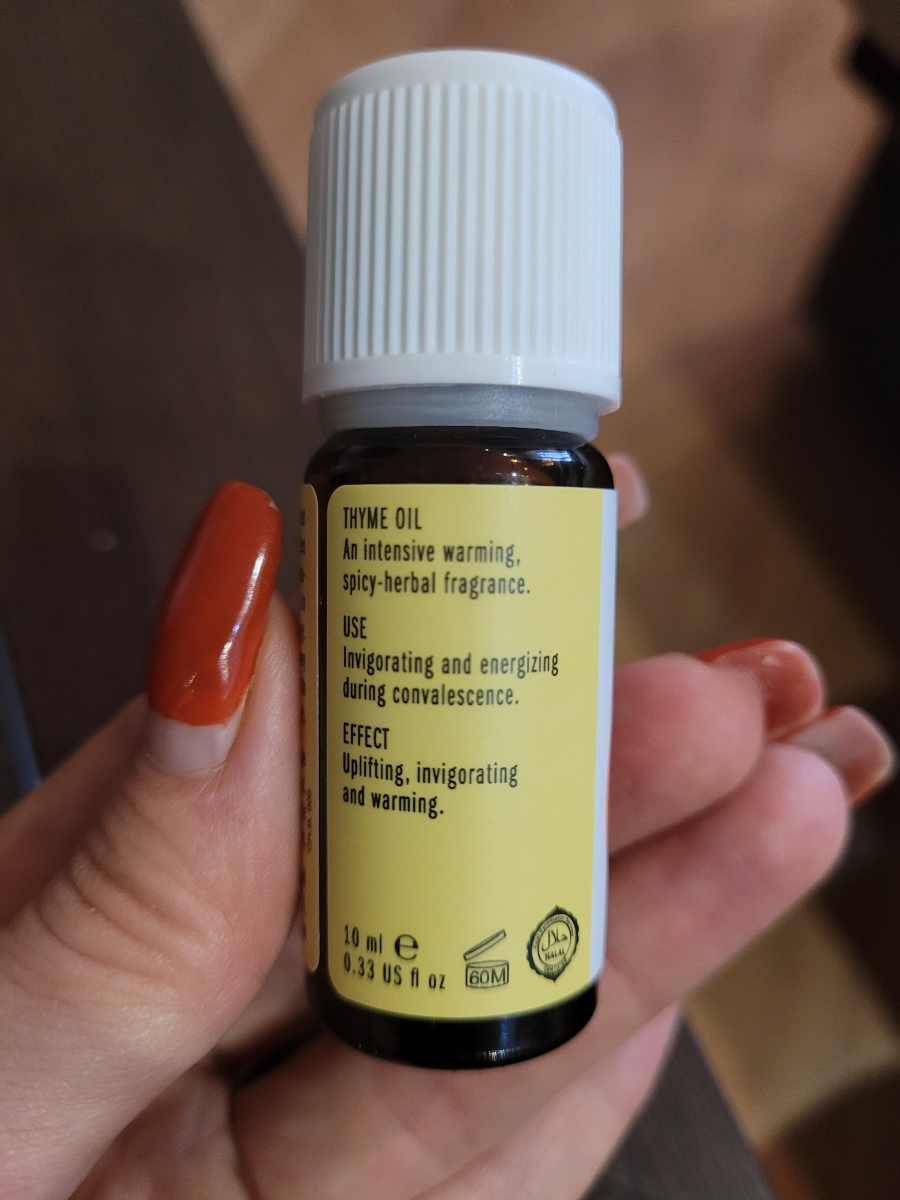 THYME OIL
An intensive warming,
spicy-herbal fragrance.
USE
Invigorating and energizing
during convalescence.
EFFECT
Uplifting, invigorating
and warming.
10 ml ℮
0.33 US fl oz
60M
حلال
HALAL